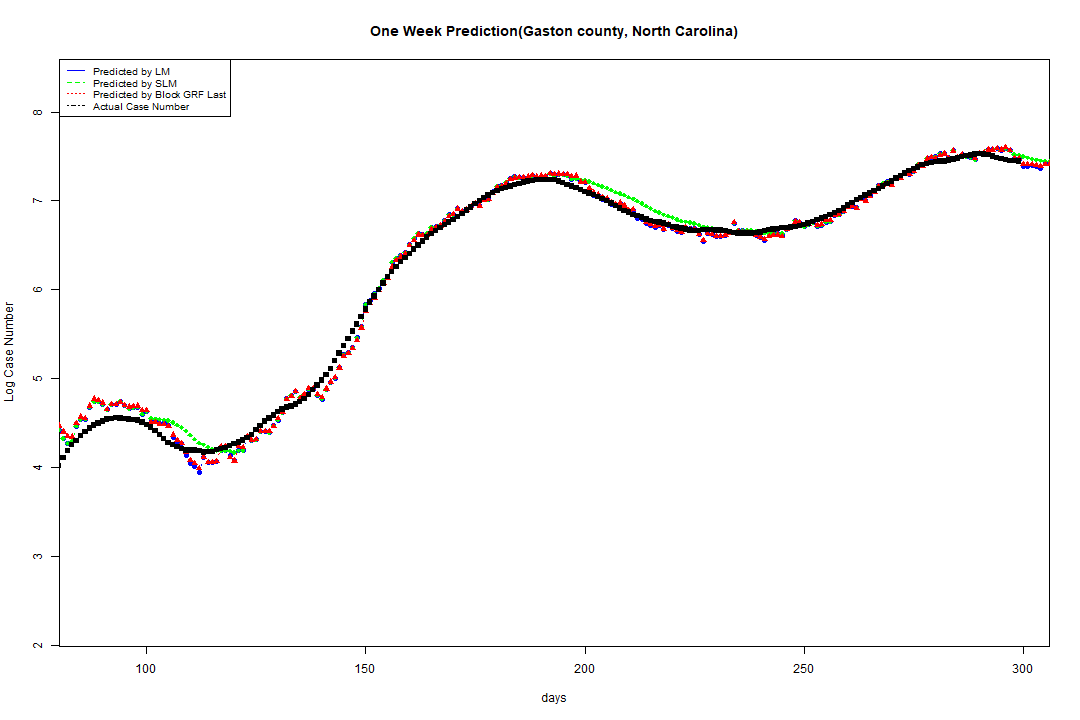 One Week Prediction(Gaston county, North Carolina)
Predicted by LM
Predicted by SLM
Predicted by Block GRF Last
Actual Case Number
8
7
6
5
4
3
2
Log Case Number
100 150 200 250 300
days